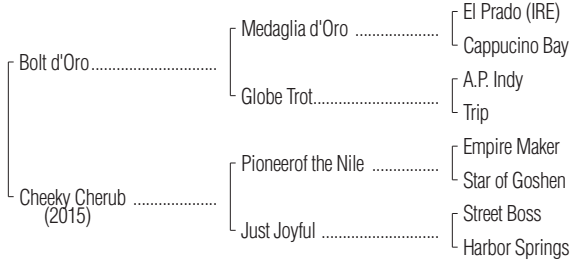 El Prado (IRE)
Medaglia d'Oro ....................
Cappucino Bay
Bolt d'Oro..............................
A.P. Indy
Globe Trot..............................
Trip
Empire Maker
Pioneerof the Nile ................
Star of Goshen
Cheeky Cherub ....................
(2015)
Street Boss
Just Joyful ............................
Harbor Springs